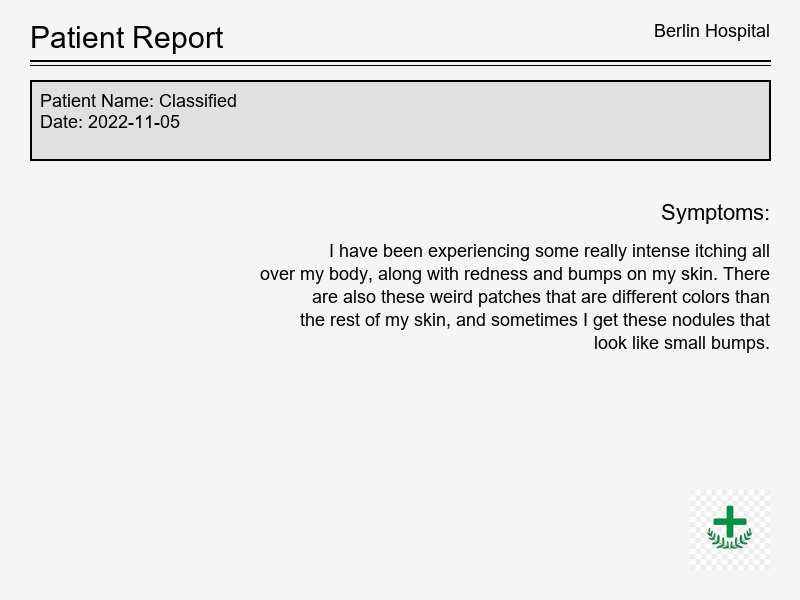 Patient Report
Berlin Hospital
Patient Name: Classified
Date: 2022-11-05
Symptoms:
I have been experiencing some really intense itching all
over my body, along with redness and bumps on my skin. There
are also these weird patches that are different colors than
the rest of my skin, and sometimes I get these nodules that
look like small bumps.